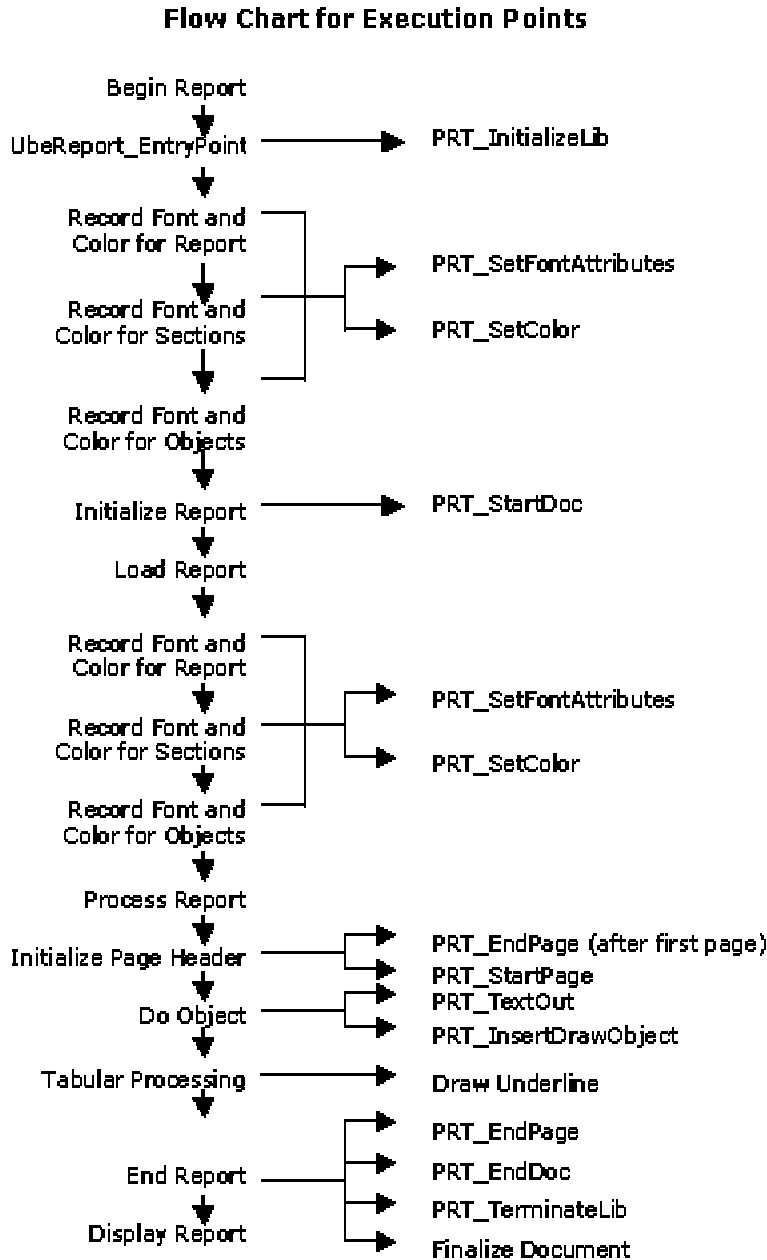 Flow Chart for Execution Points
Begin Report
UbeReport_EntryPoint
PRT_InitializeLib
Record Font and
Color for Report
PRT_SetFontAttributes
Record Font and
Color for Sections
PRT_SetColor
Record Font and
Color for Objects
Initialize Report
PRT_StartDoc
Load Report
Record Font and
Color for Report
PRT_SetFontAttributes
Record Font and
Color for Sections
PRT_SetColor
Record Font and
Color for Objects
Process Report
Initialize Page Header
PRT_EndPage (after first page)
PRT_StartPage
Do Object
PRT_TextOut
PRT_InsertDrawObject
Tabular Processing
Draw Underline
End Report
PRT_EndPage
PRT_EndDoc
PRT_TerminateLib
Display Report
Finalize Document